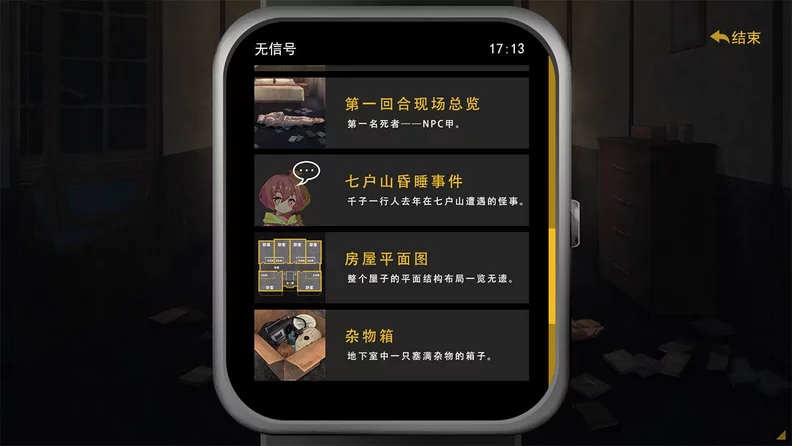 无信号
17:13
结束
第一回合现场总览
第一名死者——NPC甲。
七户山昏睡事件
千子一行人去年在七户山遭遇的怪事。
房屋平面图
整个屋子的平面结构布局一览无遗。
杂物箱
地下室中一只塞满杂物的箱子。